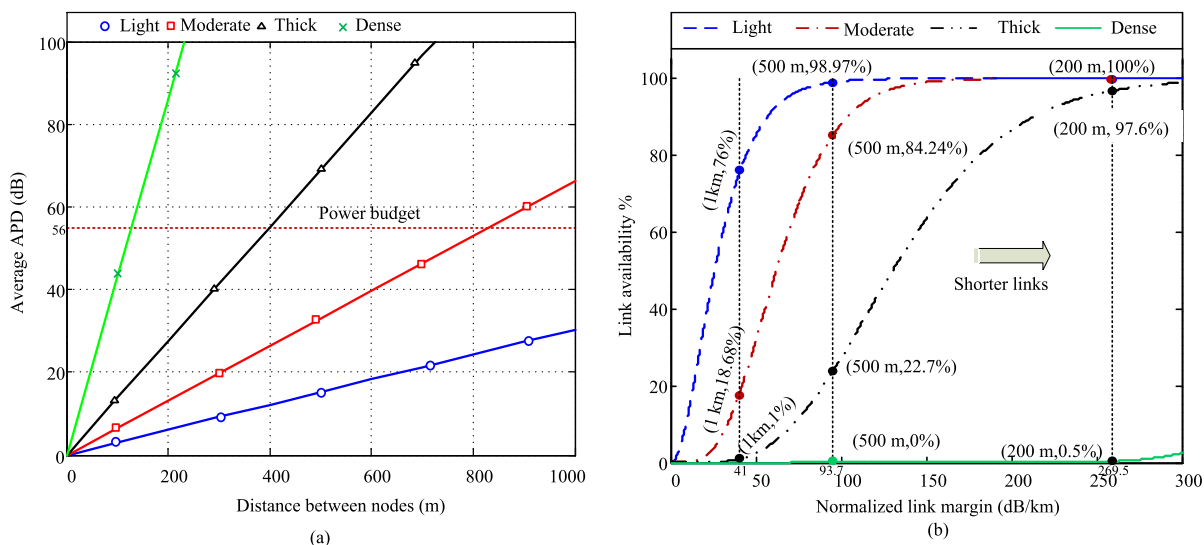 Light Moderate Thick Dense
100
80
60
56
40
20
0
Average APD (dB)
Power budget
0 200 400 600 800 1000
Distance between nodes (m)
(a)
Light Moderate Thick Dense
100
80
60
40
20
0
Link availability %
(500 m,98.97%)
(200 m,100%)
(200 m, 97.6%)
(500 m,84.24%)
(1km,76%)
Shorter links
(1 km,18.68%)
(500 m,22.7%)
(1km,1%)
(500 m,0%)
(200 m,0.5%)
0 41 50 93.7 100 150 200 250 269.5 300
Normalized link margin (dB/km)
(b)